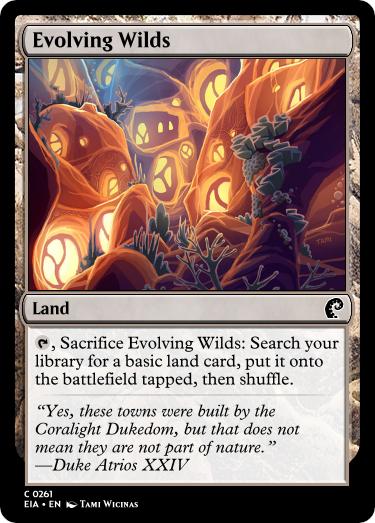 Evolving Wilds
TAMI
Land
, Sacrifice Evolving Wilds: Search your
library for a basic land card, put it onto
the battlefield tapped, then shuffle.
“Yes, these towns were built by the
Coralight Dukedom, but that does not
mean they are not part of nature.”
—Duke Atrios XXIV
C 0261
EIA • EN Tami Wicinas